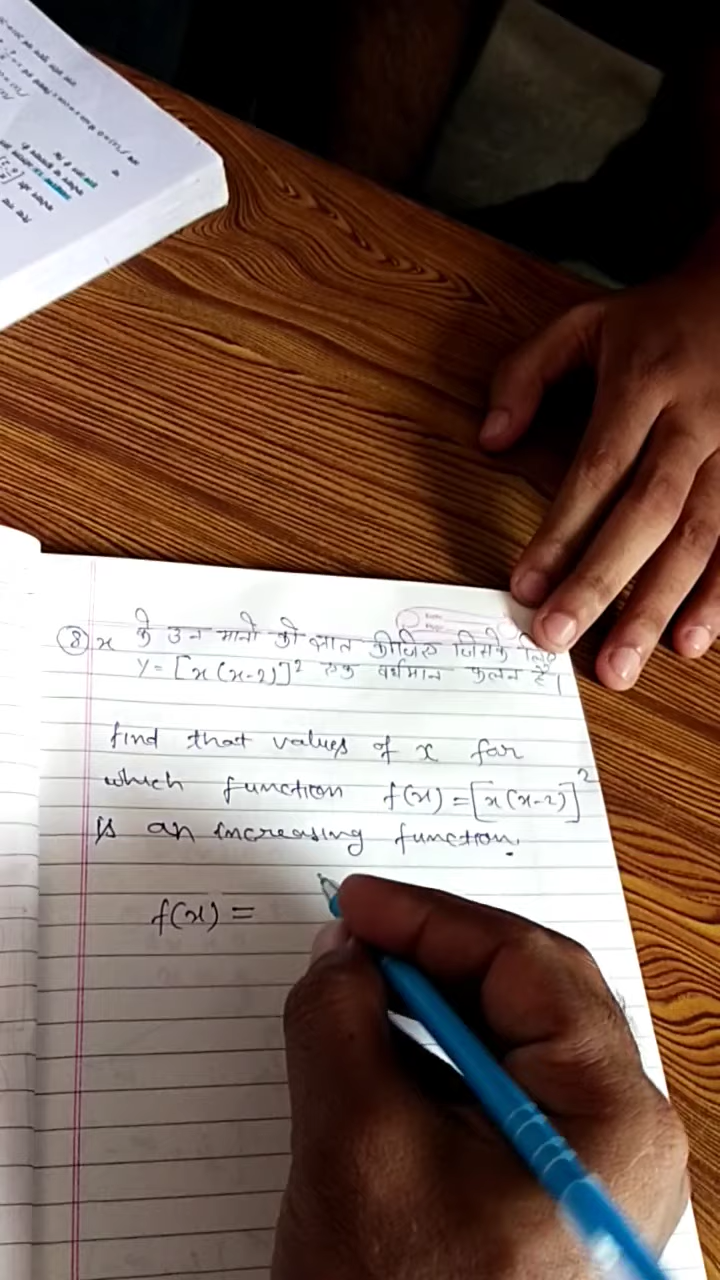 ⑧ x के उन मानो को ज्ञात कीजिए जिसके लिए
y = [x(x-2)]² एक वर्धमान फलन है।
find that values of x for
which function f(x) = [x(x-2)]²
is an increasing function.
f(x) =